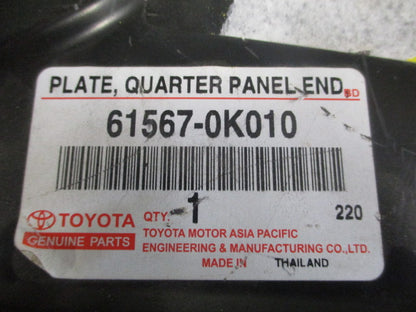 PLATE, QUARTER PANEL END,
BD
61567-0K010
TOYOTA
GENUINE PARTS
QTY. 1 220
TOYOTA MOTOR ASIA PACIFIC
ENGINEERING & MANUFACTURING CO.,LTD.
MADE IN THAILAND